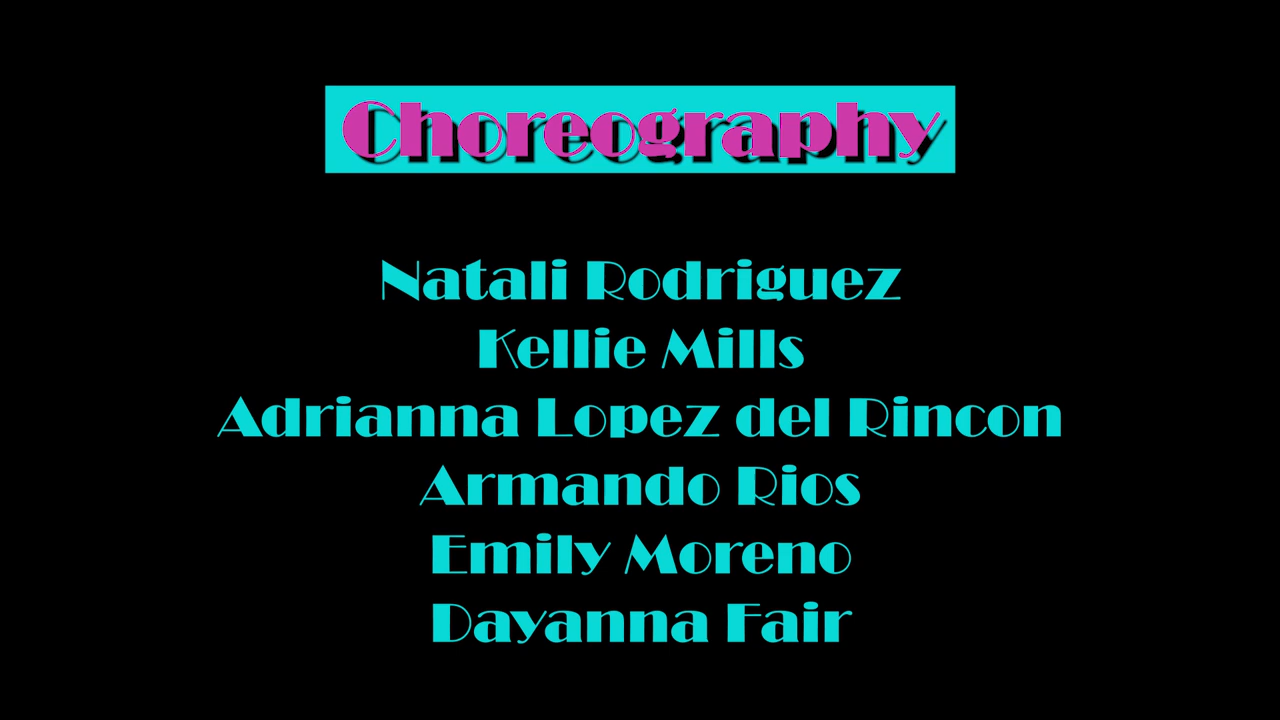 Choreography
Natali Rodriguez
Kellie Mills
Adrianna Lopez del Rincon
Armando Rios
Emily Moreno
Dayanna Fair